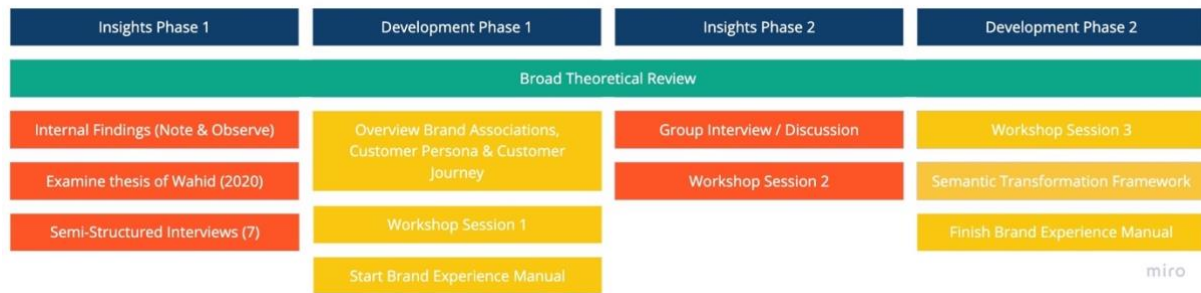 Insights Phase 1
Development Phase 1
Insights Phase 2
Development Phase 2
Broad Theoretical Review
Internal Findings (Note & Observe)
Examine thesis of Wahid (2020)
Semi-Structured Interviews (7)
Overview Brand Associations,
Customer Persona & Customer
Journey
Workshop Session 1
Start Brand Experience Manual
Group Interview / Discussion
Workshop Session 2
Workshop Session 3
Semantic Transformation Framework
Finish Brand Experience Manual
miro